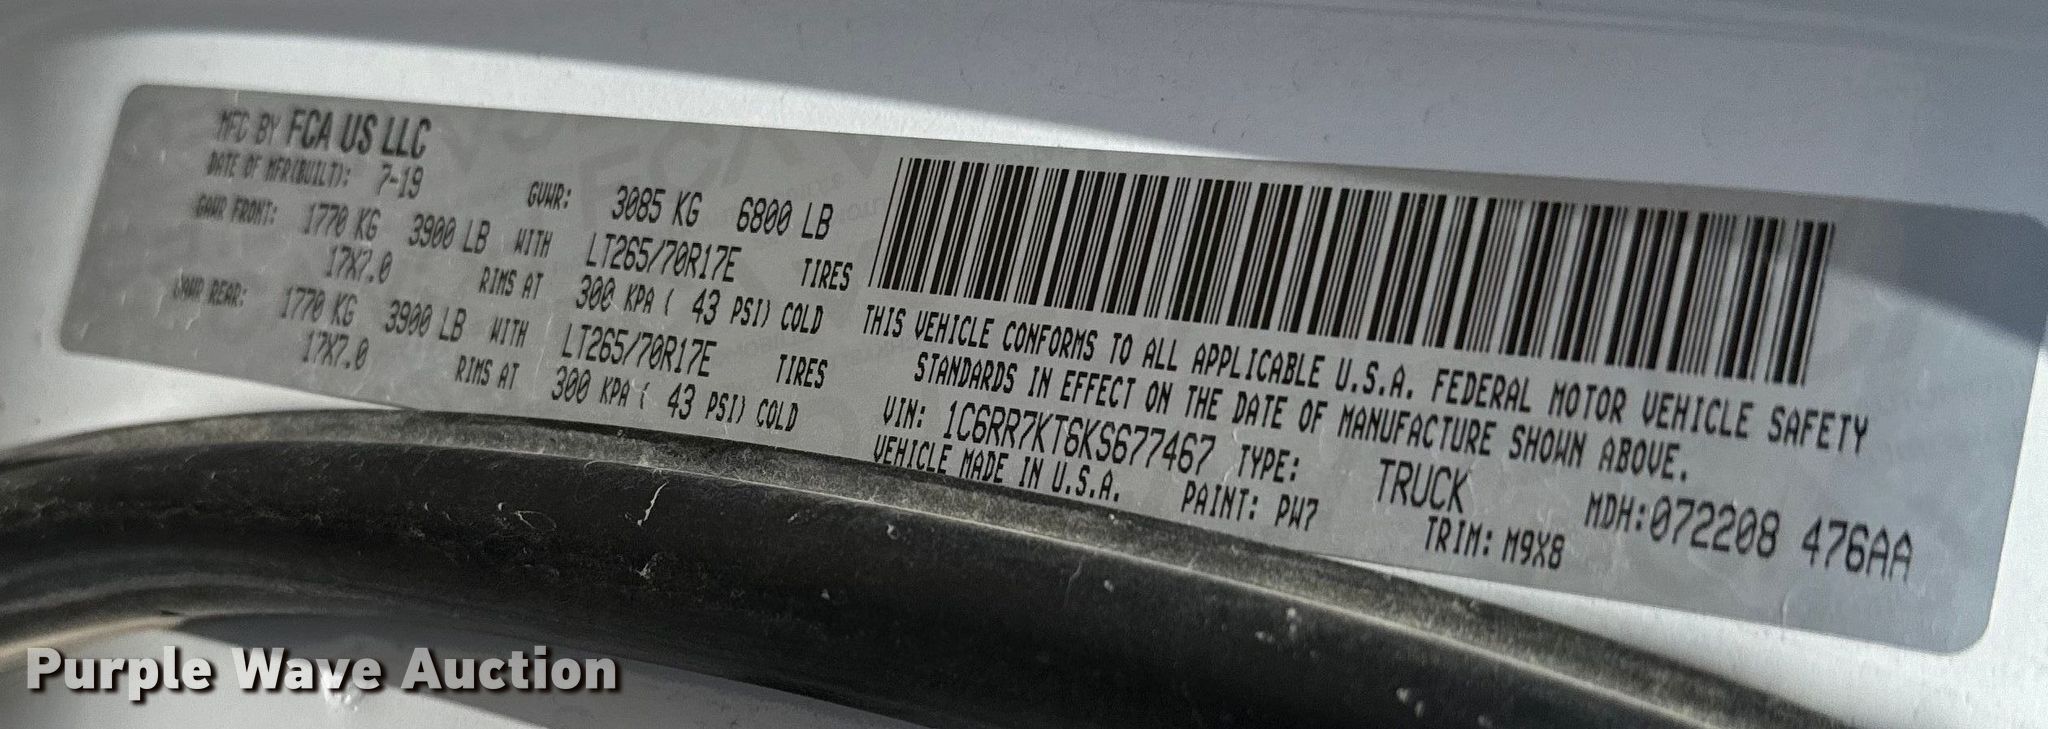 MFC BY FCA US LLC
DATE OF MFR(BUILT): 7-19 GVWR: 3085 KG 6800 LB
GAWR FRONT: 1770 KG 3900 LB WITH LT265/70R17E TIRES
17X7.0 RIMS AT 300 KPA ( 43 PSI) COLD
GAWR REAR: 1770 KG 3900 LB WITH LT265/70R17E TIRES
17X7.0 RIMS AT 300 KPA ( 43 PSI) COLD
THIS VEHICLE CONFORMS TO ALL APPLICABLE U.S.A. FEDERAL MOTOR VEHICLE SAFETY
STANDARDS IN EFFECT ON THE DATE OF MANUFACTURE SHOWN ABOVE.
VIN: 1C6RR7KT6KS677467 TYPE: TRUCK MDH:072208 476AA
VEHICLE MADE IN U.S.A. PAINT: PW7 TRIM: M9X8
Purple Wave Auction